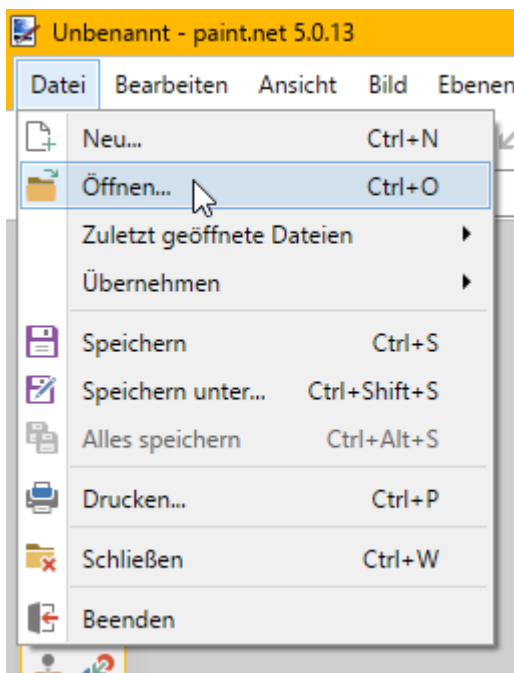 Unbenannt - paint.net 5.0.13
Datei Bearbeiten Ansicht Bild Ebenen
Neu... Ctrl+N
Öffnen... Ctrl+O
Zuletzt geöffnete Dateien
Übernehmen
Speichern Ctrl+S
Speichern unter... Ctrl+Shift+S
Alles speichern Ctrl+Alt+S
Drucken... Ctrl+P
Schließen Ctrl+W
Beenden